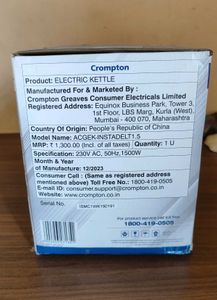 Crompton
Product: ELECTRIC KETTLE
Manufactured For & Marketed By :
Crompton Greaves Consumer Electricals Limited
Registered Address: Equinox Business Park, Tower 3,
1st Floor, LBS Marg, Kurla (West),
Mumbai - 400 070, Maharashtra
Country Of Origin: People's Republic of China
Name: ACGEK-INSTADELT1.5
MRP : ₹ 1,300.00 (Incl. of all taxes) Quantity : 1 U
Specification: 230V AC, 50Hz,1500W
Month & Year
of Manufacture: 12/2023
Consumer Cell : (Same as registered address
mentioned above) Toll Free No.: 1800-419-0505
E-mail ID : consumer.support@crompton.co.in
Website : www.crompton.co.in
Serial No.
1800-419-0505